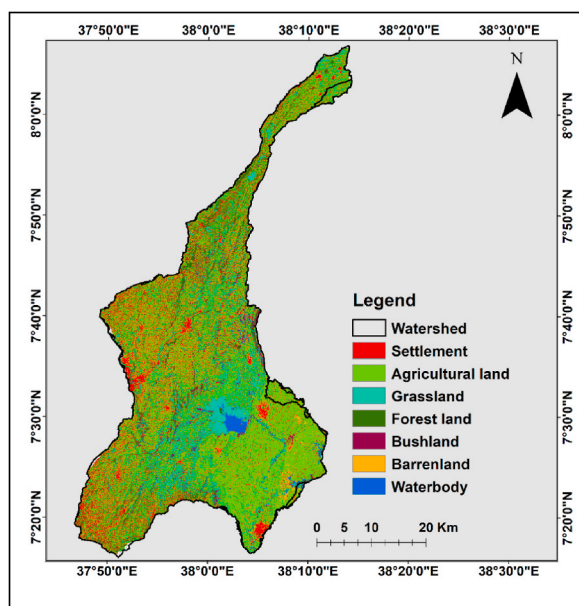 37°50'0"E 38°0'0"E 38°10'0"E 38°20'0"E 38°30'0"E
N
8°0'0"N 8°0'0"N
7°50'0"N 7°50'0"N
7°40'0"N 7°40'0"N
7°30'0"N 7°30'0"N
7°20'0"N 7°20'0"N
Legend
Watershed
Settlement
Agricultural land
Grassland
Forest land
Bushland
Barrenland
Waterbody
0 5 10 20 Km
37°50'0"E 38°0'0"E 38°10'0"E 38°20'0"E 38°30'0"E